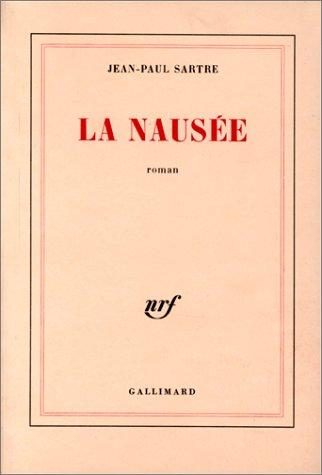 JEAN-PAUL SARTRE
LA NAUSÉE
roman
nrf
GALLIMARD